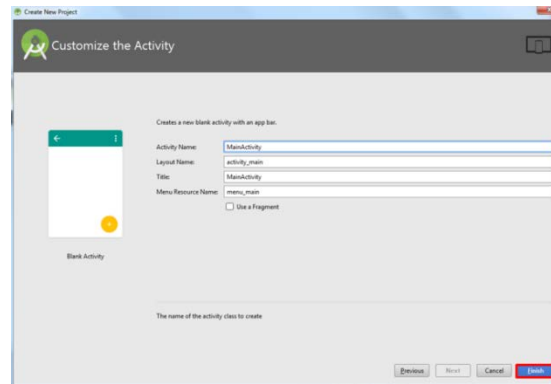 Create New Project
Customize the Activity
Creates a new blank activity with an app bar.
Activity Name: MainActivity
Layout Name: activity_main
Title: MainActivity
Menu Resource Name: menu_main
Use a Fragment
Blank Activity
The name of the activity class to create
Previous Next Cancel Finish